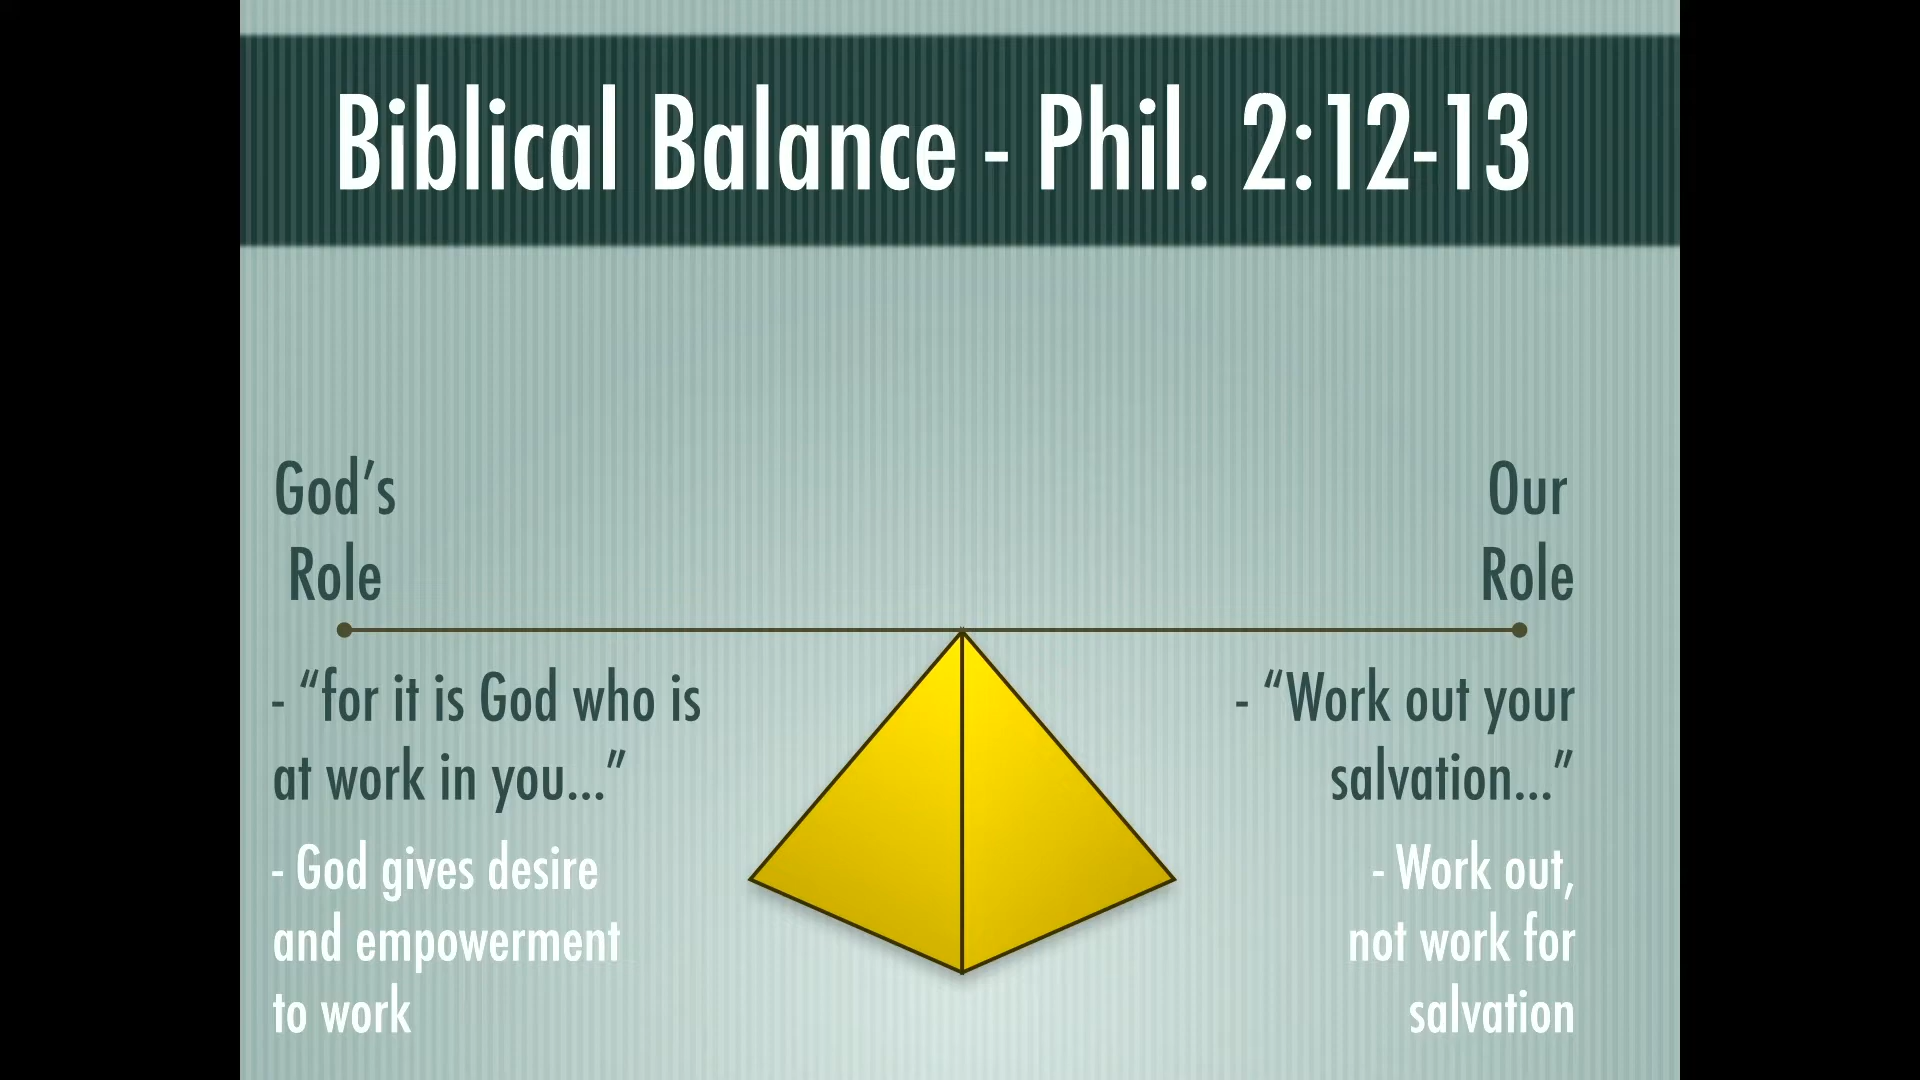 Biblical Balance - Phil. 2:12-13
God’s
Role
Our
Role
- “for it is God who is
at work in you...”
- God gives desire
and empowerment
to work
- “Work out your
salvation...”
- Work out,
not work for
salvation